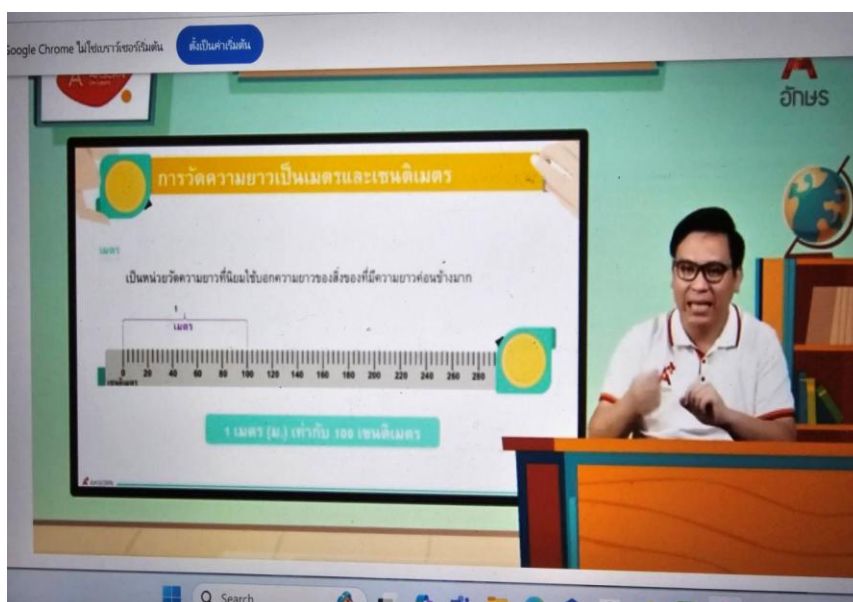 Google Chrome ไม่ใช่เบราว์เซอร์เริ่มต้น
ตั้งเป็นค่าเริ่มต้น
A
อักษร
การวัดความยาวเป็นเมตรและเซนติเมตร
เมตร
เป็นหน่วยวัดความยาวที่นิยมใช้บอกความยาวของสิ่งของที่มีความยาวค่อนข้างมาก
1
เมตร
0 20 40 60 80 100 120 140 160 180 200 220 240 260 280
เซนติเมตร
1 เมตร (ม.) เท่ากับ 100 เซนติเมตร
AKSORN
Search